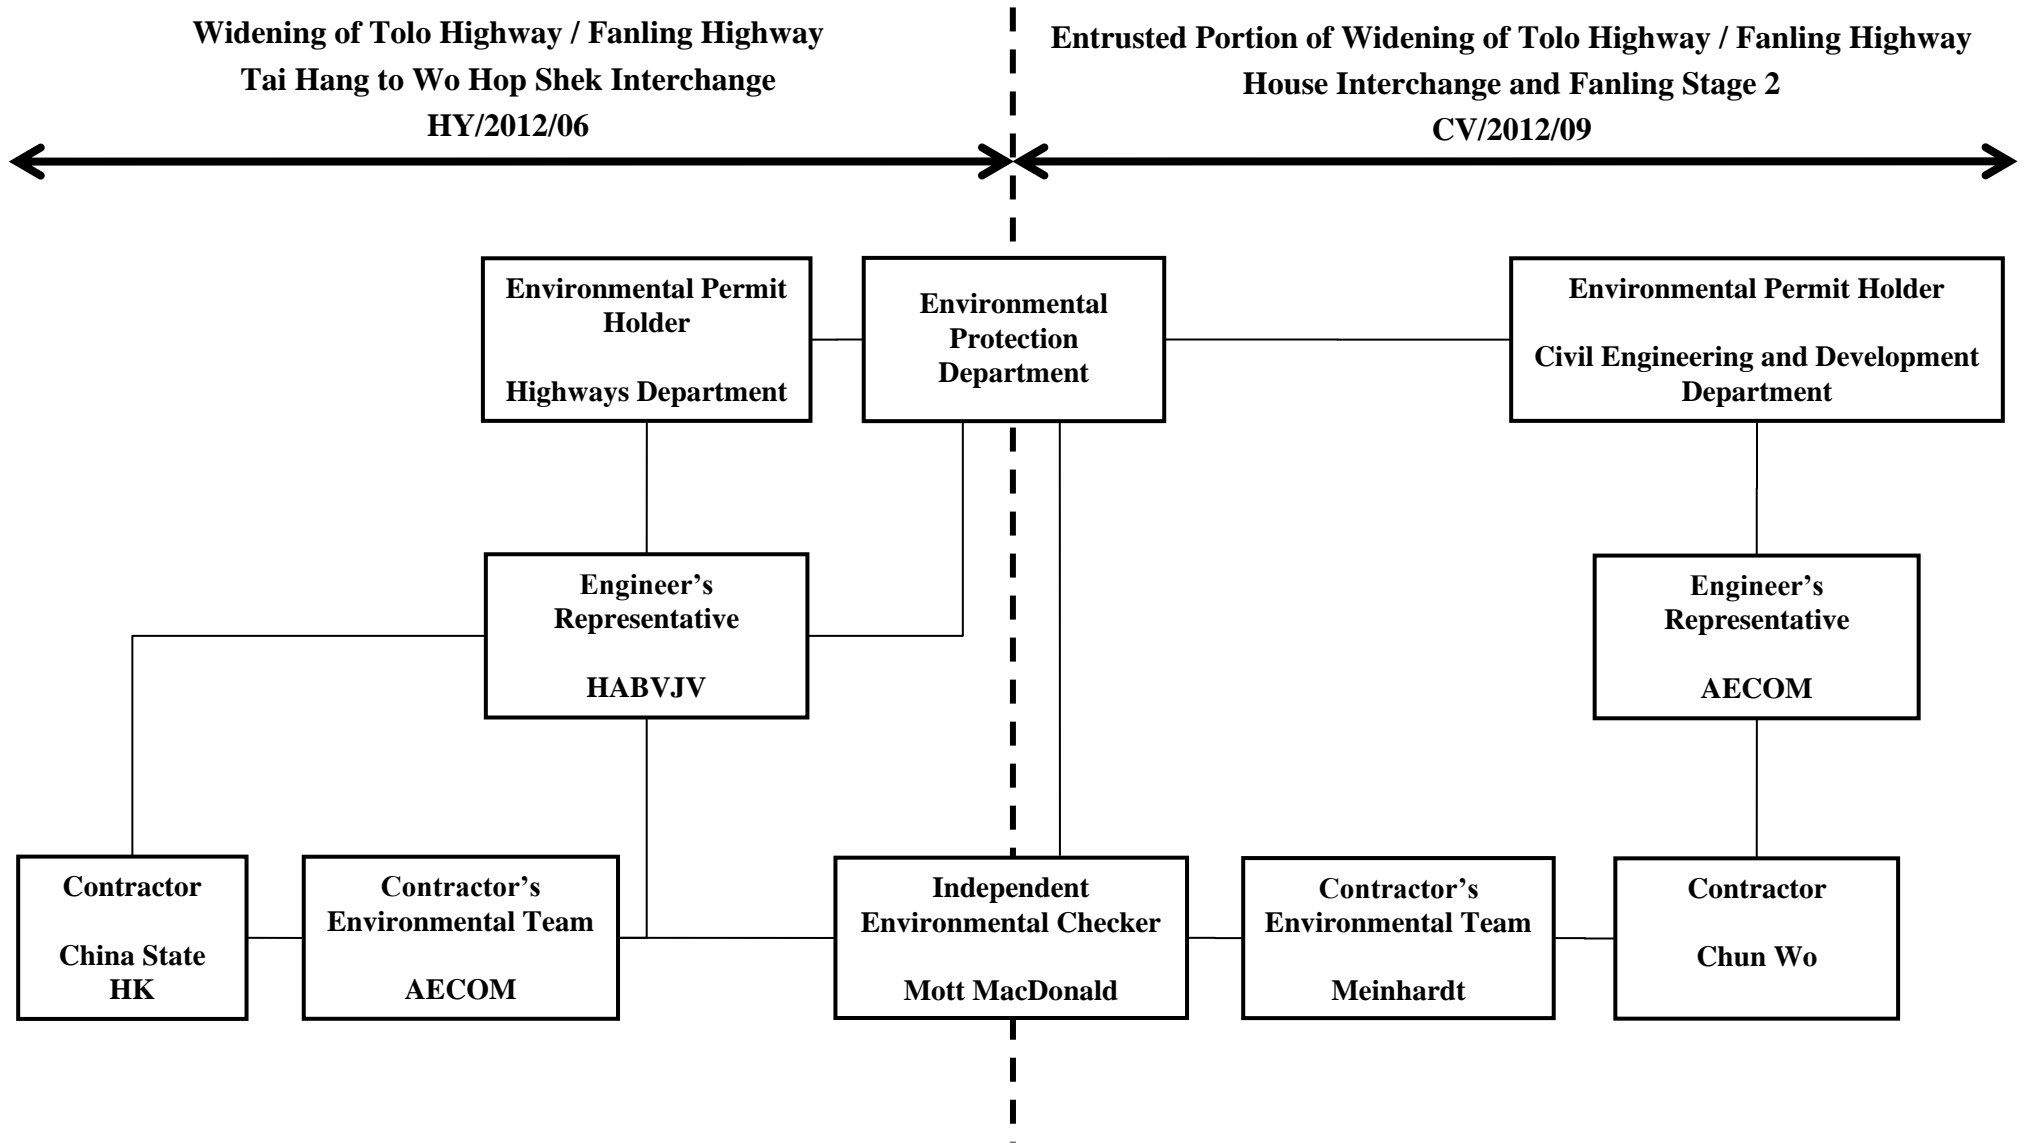 Widening of Tolo Highway / Fanling Highway
Tai Hang to Wo Hop Shek Interchange
HY/2012/06
Entrusted Portion of Widening of Tolo Highway / Fanling Highway
House Interchange and Fanling Stage 2
CV/2012/09
Environmental Permit
Holder
Highways Department
Environmental
Protection
Department
Environmental Permit Holder
Civil Engineering and Development
Department
Engineer’s
Representative
HABVJV
Engineer’s
Representative
AECOM
Contractor
China State
HK
Contractor’s
Environmental Team
AECOM
Independent
Environmental Checker
Mott MacDonald
Contractor’s
Environmental Team
Meinhardt
Contractor
Chun Wo